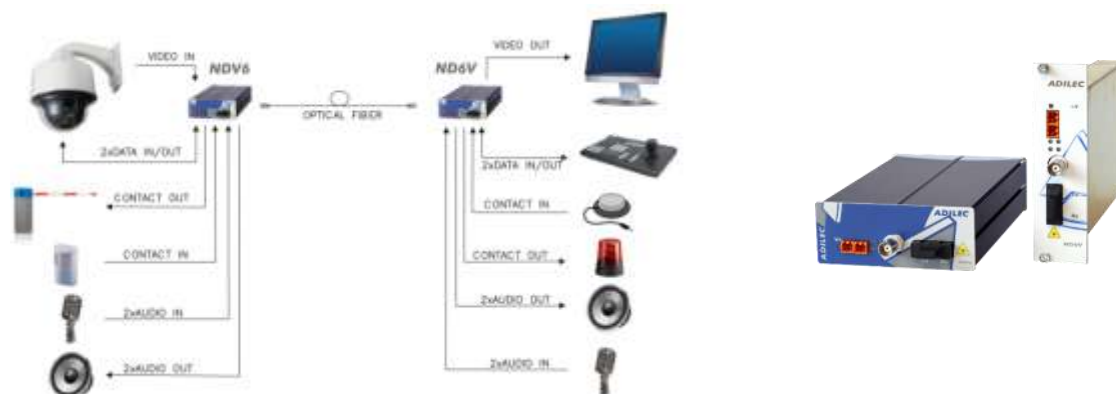 VIDEO IN
NDV6
2xDATA IN/OUT
CONTACT OUT
CONTACT IN
2xAUDIO IN
2xAUDIO OUT
OPTICAL FIBER
VIDEO OUT
ND6V
2xDATA IN/OUT
CONTACT IN
CONTACT OUT
2xAUDIO OUT
2xAUDIO IN
ADILEC
ADILEC
ADILEC